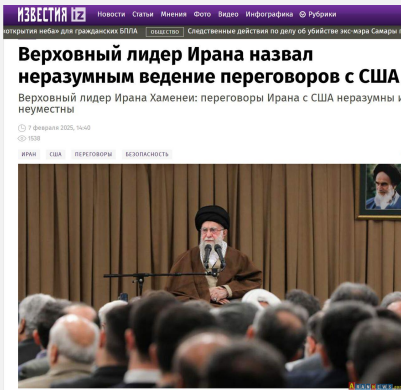 ИЗВЕСТИЯ iz Новости Статьи Мнения Фото Видео Инфографика Рубрики
открытия неба» для гражданских БПЛА ОБЩЕСТВО Следственные действия по делу об убийстве экс-мэра Самары
Верховный лидер Ирана назвал
неразумным ведение переговоров с США
Верховный лидер Ирана Хаменеи: переговоры Ирана с США неразумны и
неуместны
7 февраля 2025, 14:40
1538
ИРАН США ПЕРЕГОВОРЫ БЕЗОПАСНОСТЬ